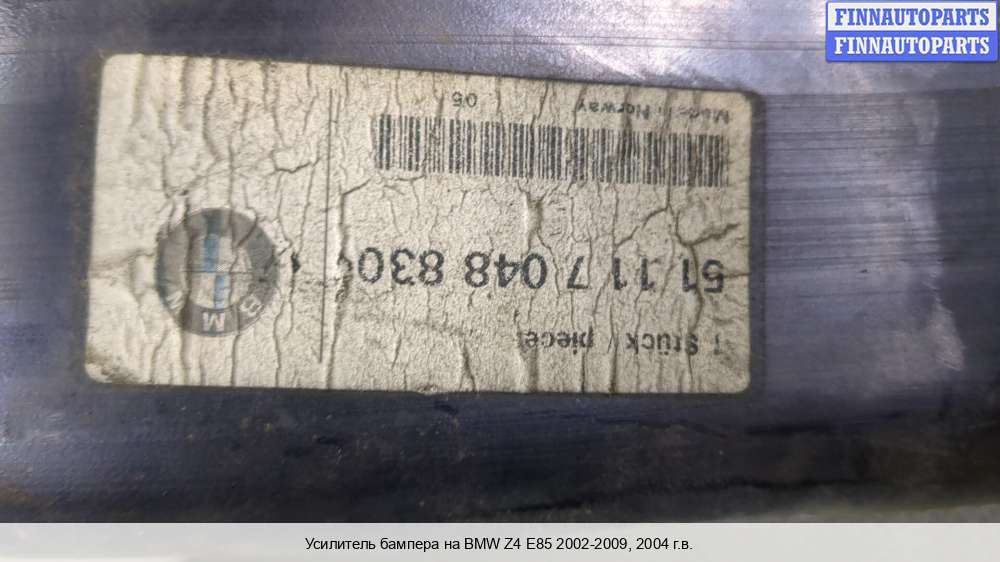 FINNAUTOPARTS
FINNAUTOPARTS
1 Stück / piece
51 11 7 048 830
BMW
05
Made in Norway
Усилитель бампера на BMW Z4 E85 2002-2009, 2004 г.в.